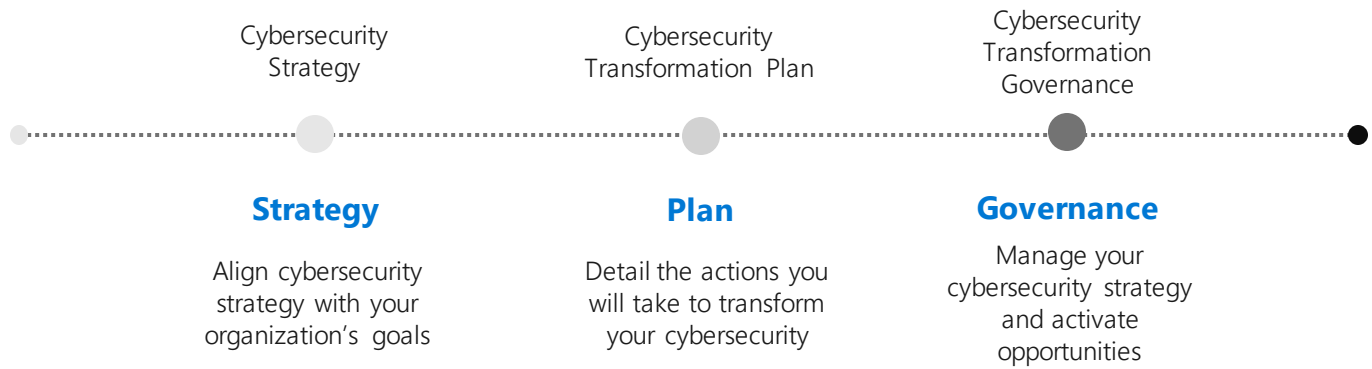 Cybersecurity
Strategy
Cybersecurity
Transformation Plan
Cybersecurity
Transformation
Governance
Strategy
Align cybersecurity
strategy with your
organization's goals
Plan
Detail the actions you
will take to transform
your cybersecurity
Governance
Manage your
cybersecurity strategy
and activate
opportunities